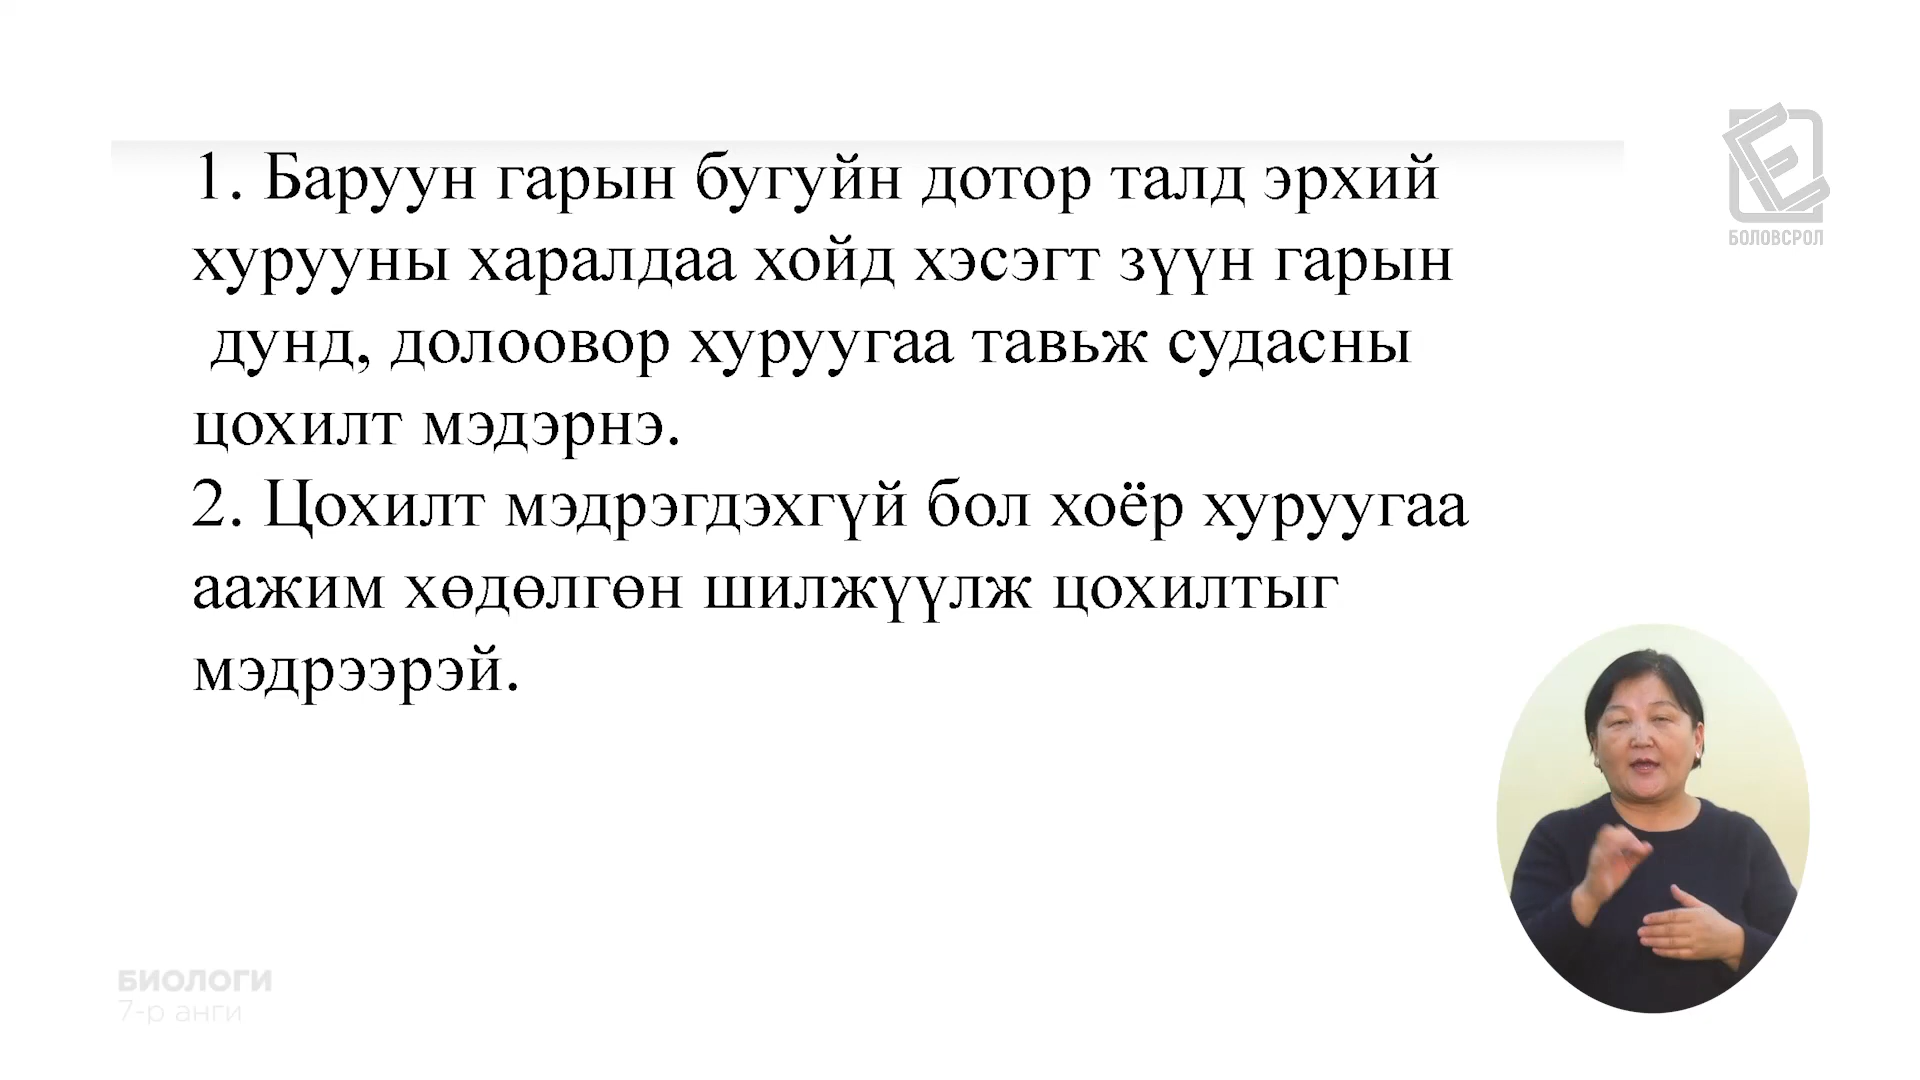 1. Баруун гарын бугуйн дотор талд эрхий
хурууны харалдаа хойд хэсэгт зүүн гарын
дунд, долоовор хуруугаа тавьж судасны
цохилт мэдэрнэ.
2. Цохилт мэдрэгдэхгүй бол хоёр хуруугаа
аажим хөдөлгөн шилжүүлж цохилтыг
мэдрээрэй.
БОЛОВСРОЛ
БИОЛОГИ
7-р анги